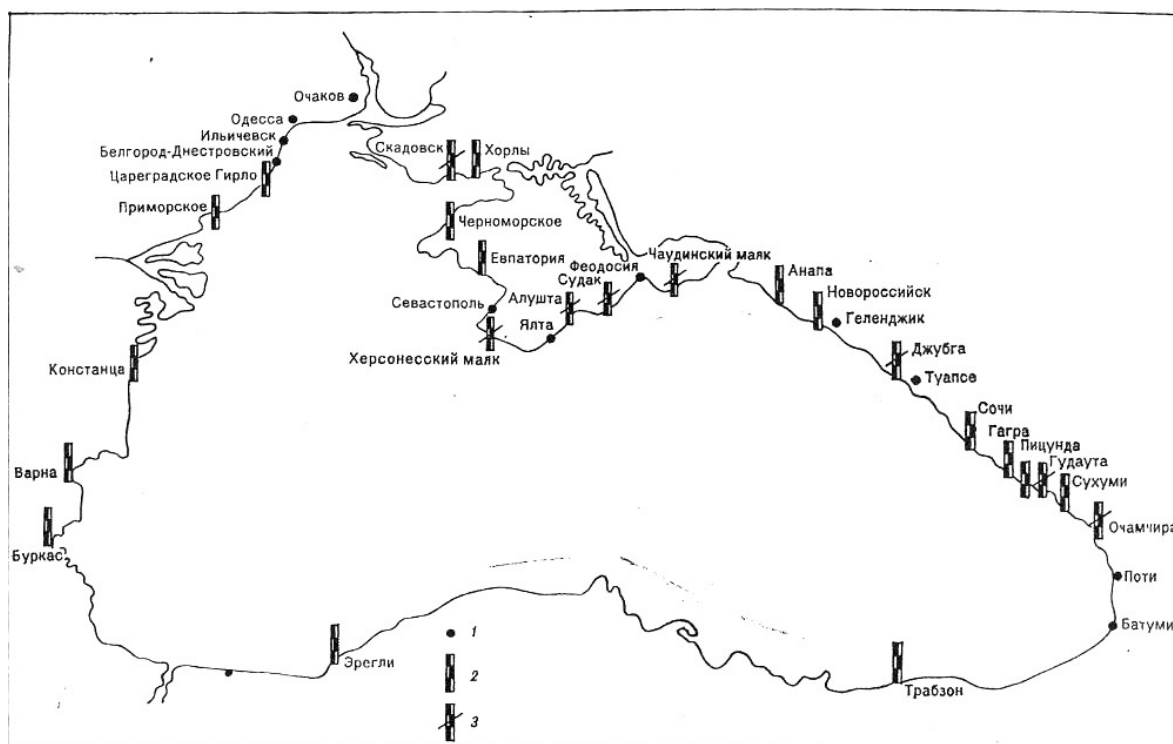 Очаков
Одесса
Ильичевск
Белгород-Днестровский
Цареградское Гирло
Приморское
Скадовск
Хорлы
Черноморское
Евпатория
Севастополь
Херсонесский маяк
Ялта
Алушта
Судак
Феодосия
Чаудинский маяк
Анапа
Новороссийск
Геленджик
Джубга
Туапсе
Сочи
Гагра
Пицунда
Гудаута
Сухуми
Очамчира
Поти
Батуми
Трабзон
Эрегли
Буркас
Варна
Констанца
1
2
3